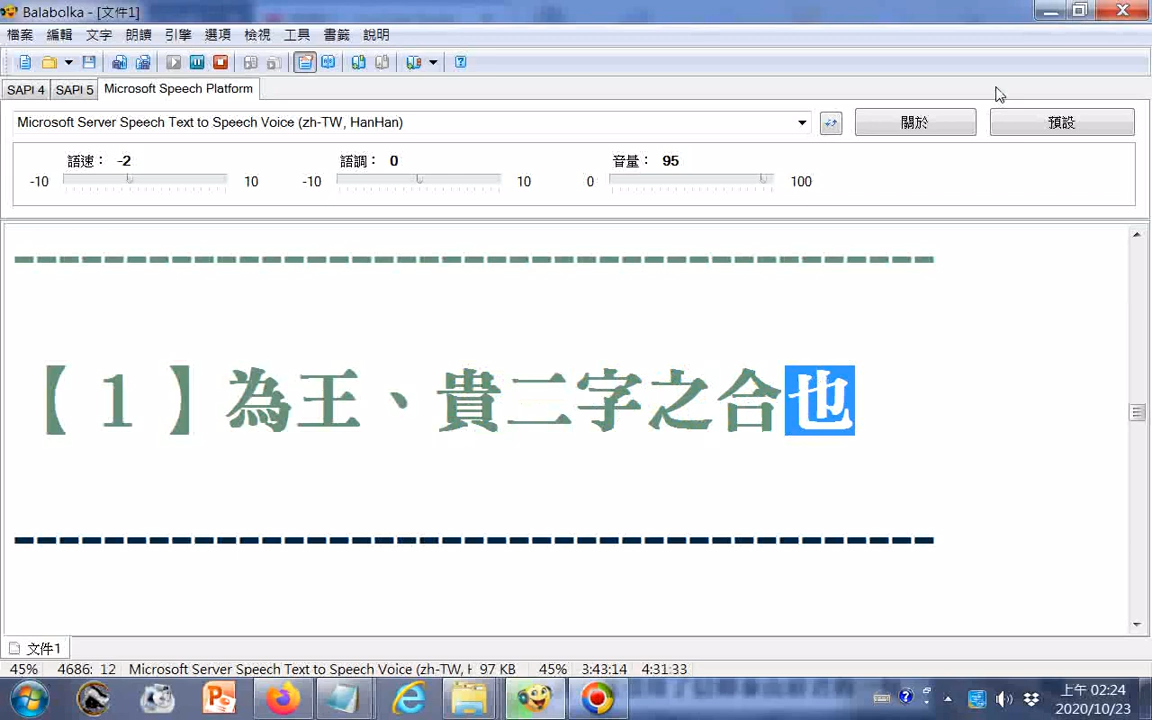 Balabolka - [文件1]
檔案 編輯 文字 朗讀 引擎 選項 檢視 工具 書籤 說明
SAPI 4 SAPI 5 Microsoft Speech Platform
Microsoft Server Speech Text to Speech Voice (zh-TW, HanHan) 關於 預設
語速： -2 語調： 0 音量： 95
-10 10 -10 10 0 100
【1】為王、貴二字之合也
文件1
45% 4686: 12 Microsoft Server Speech Text to Speech Voice (zh-TW, H 97 KB 45% 3:43:14 4:31:33
上午 02:24
2020/10/23